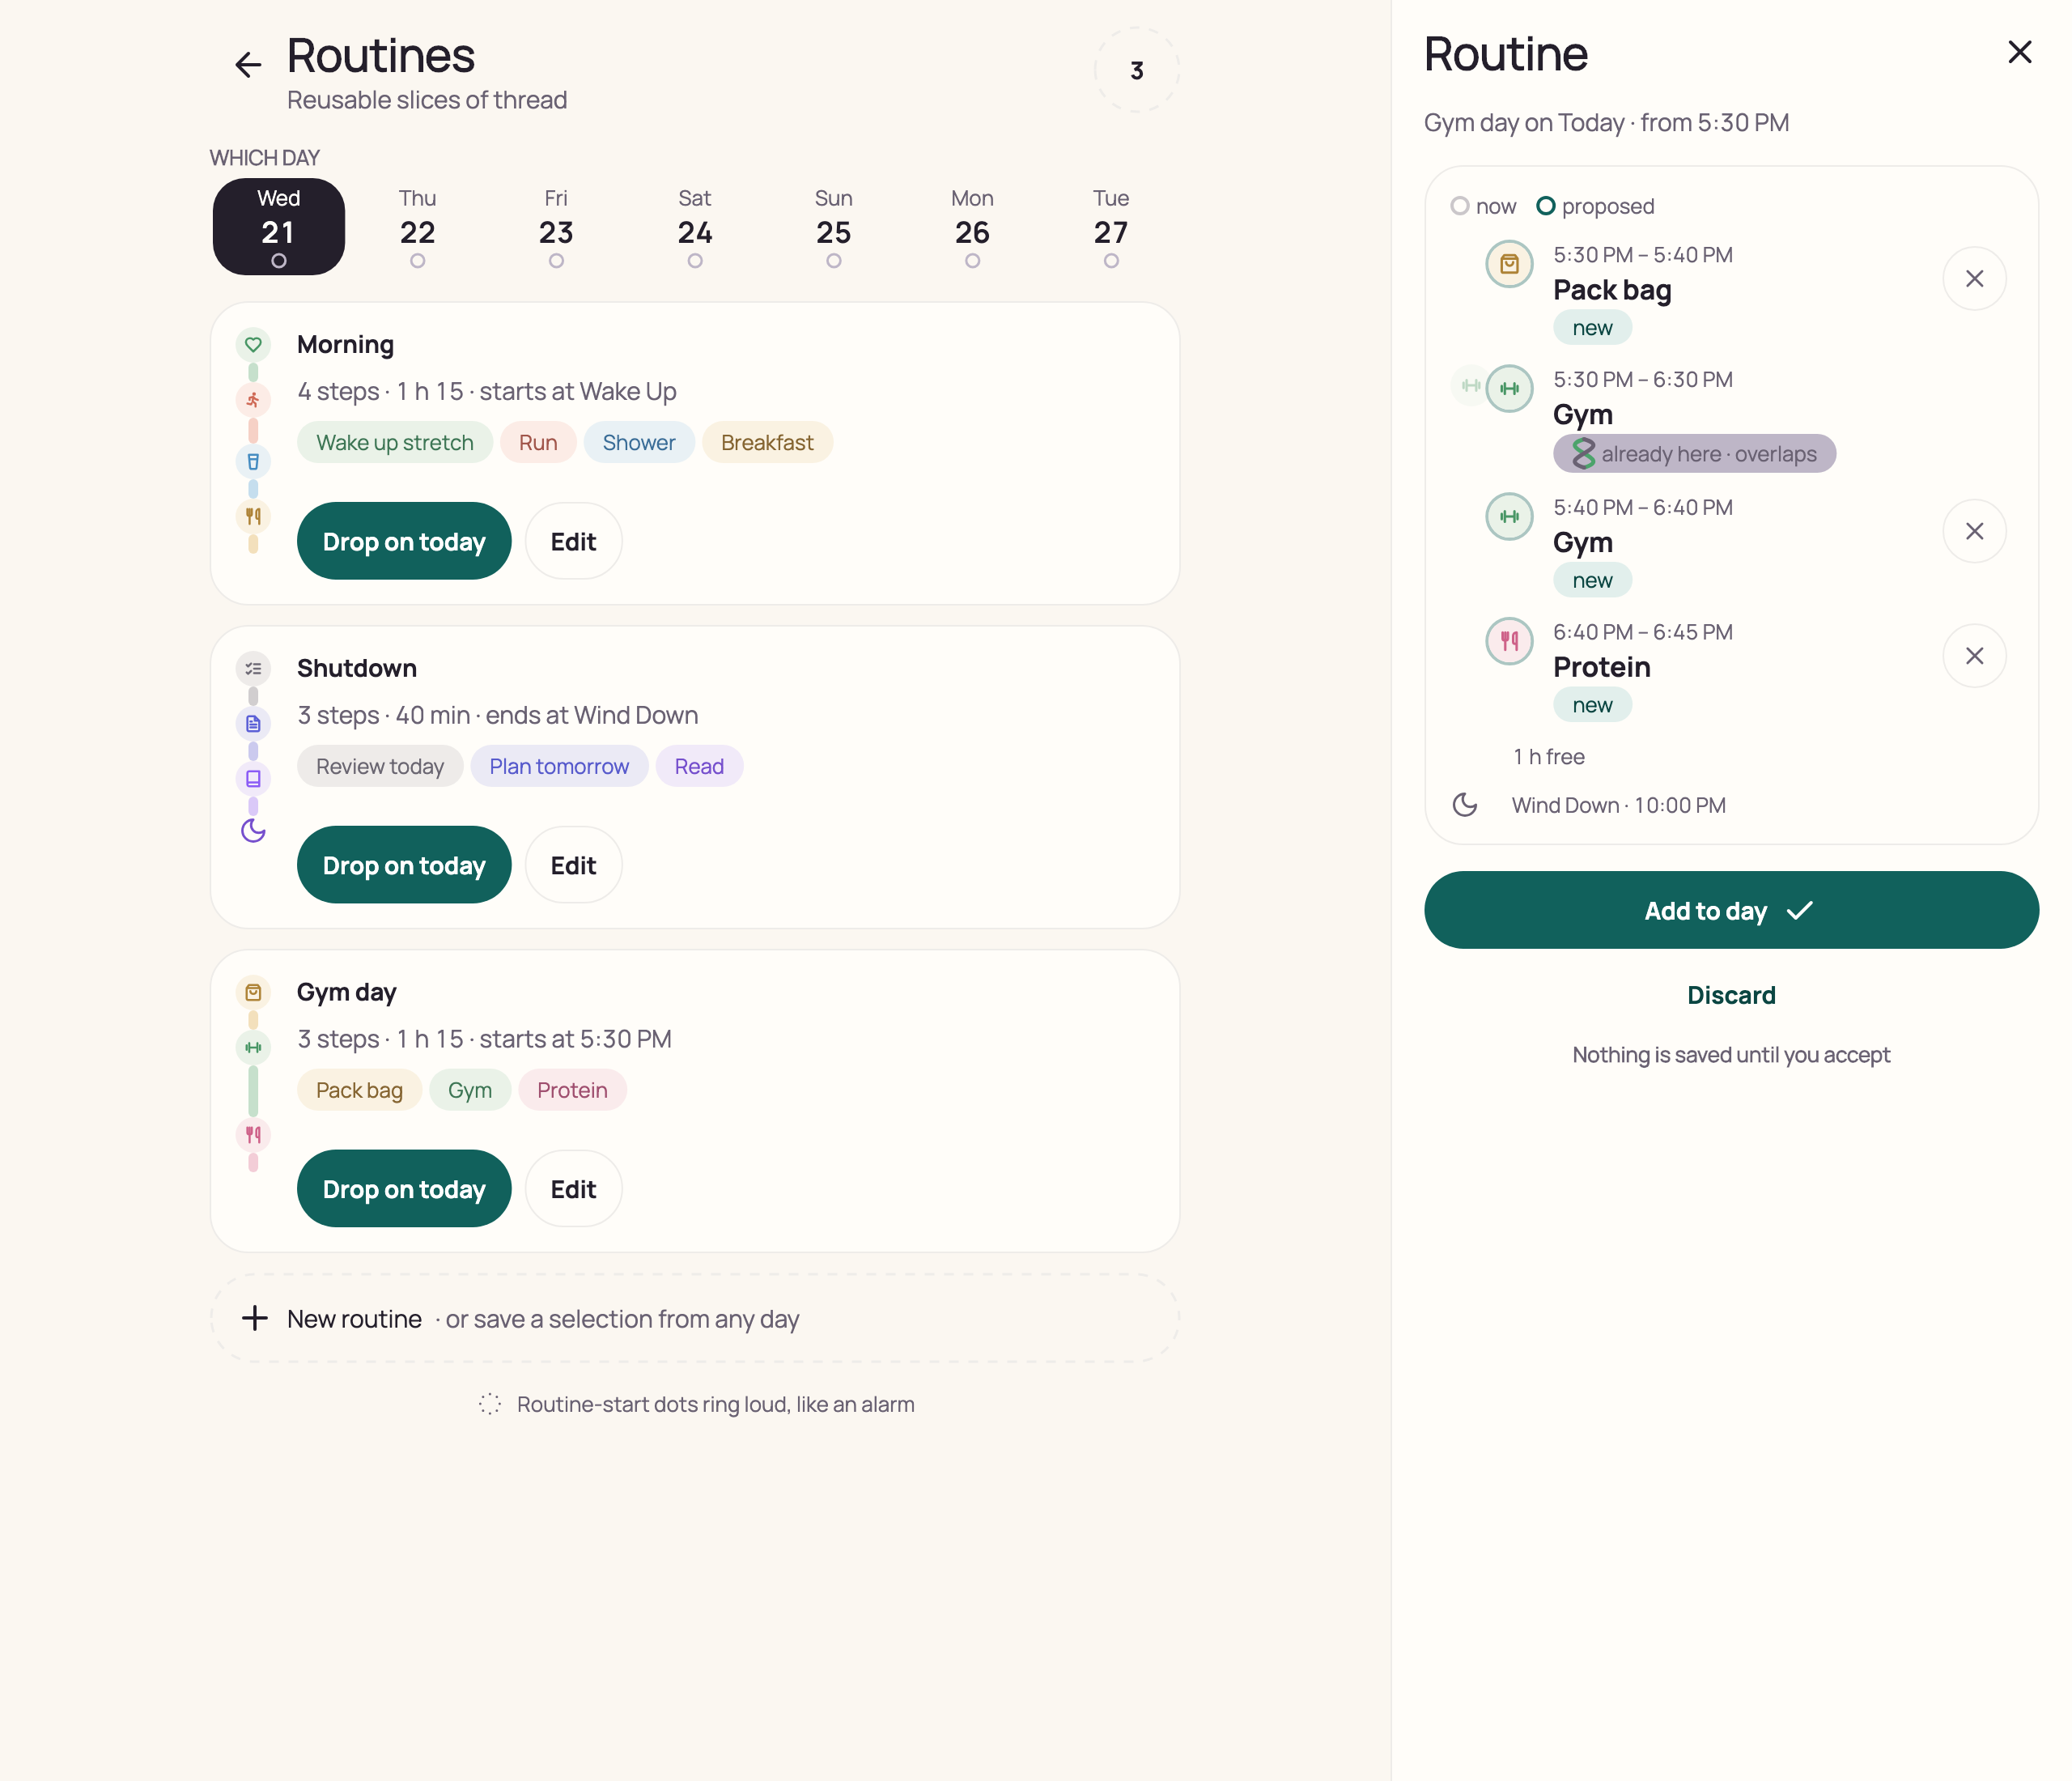 Routines
Reusable slices of thread
3
WHICH DAY
Wed Thu Fri Sat Sun Mon Tue
21 22 23 24 25 26 27
Morning
4 steps · 1 h 15 · starts at Wake Up
Wake up stretch Run Shower Breakfast
Drop on today Edit
Shutdown
3 steps · 40 min · ends at Wind Down
Review today Plan tomorrow Read
Drop on today Edit
Gym day
3 steps · 1 h 15 · starts at 5:30 PM
Pack bag Gym Protein
Drop on today Edit
New routine · or save a selection from any day
Routine-start dots ring loud, like an alarm
Routine
Gym day on Today · from 5:30 PM
now proposed
5:30 PM – 5:40 PM
Pack bag
new
5:30 PM – 6:30 PM
Gym
already here · overlaps
5:40 PM – 6:40 PM
Gym
new
6:40 PM – 6:45 PM
Protein
new
1 h free
Wind Down · 10:00 PM
Add to day
Discard
Nothing is saved until you accept